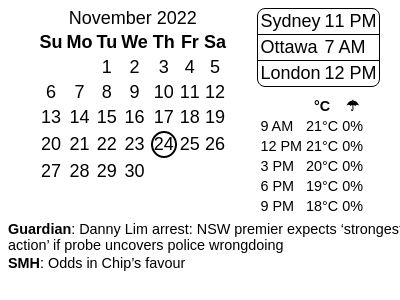 November 2022
Su Mo Tu We Th Fr Sa
1 2 3 4 5
6 7 8 9 10 11 12
13 14 15 16 17 18 19
20 21 22 23 24 25 26
27 28 29 30
Sydney 11 PM
Ottawa 7 AM
London 12 PM
°C ☂
9 AM 21°C 0%
12 PM 21°C 0%
3 PM 20°C 0%
6 PM 19°C 0%
9 PM 18°C 0%
Guardian: Danny Lim arrest: NSW premier expects ‘strongest
action’ if probe uncovers police wrongdoing
SMH: Odds in Chip’s favour